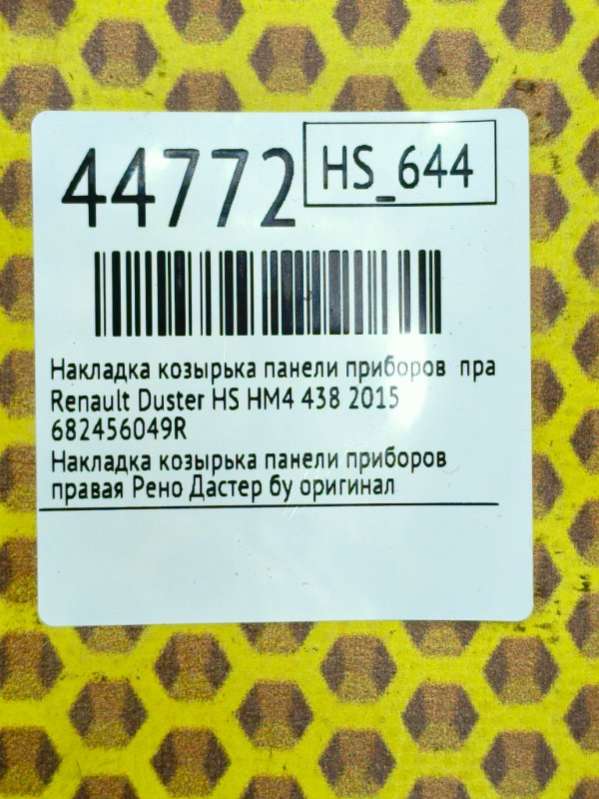 44772
HS_644
Накладка козырька панели приборов пра
Renault Duster HS HM4 438 2015
682456049R
Накладка козырька панели приборов
правая Рено Дастер бу оригинал